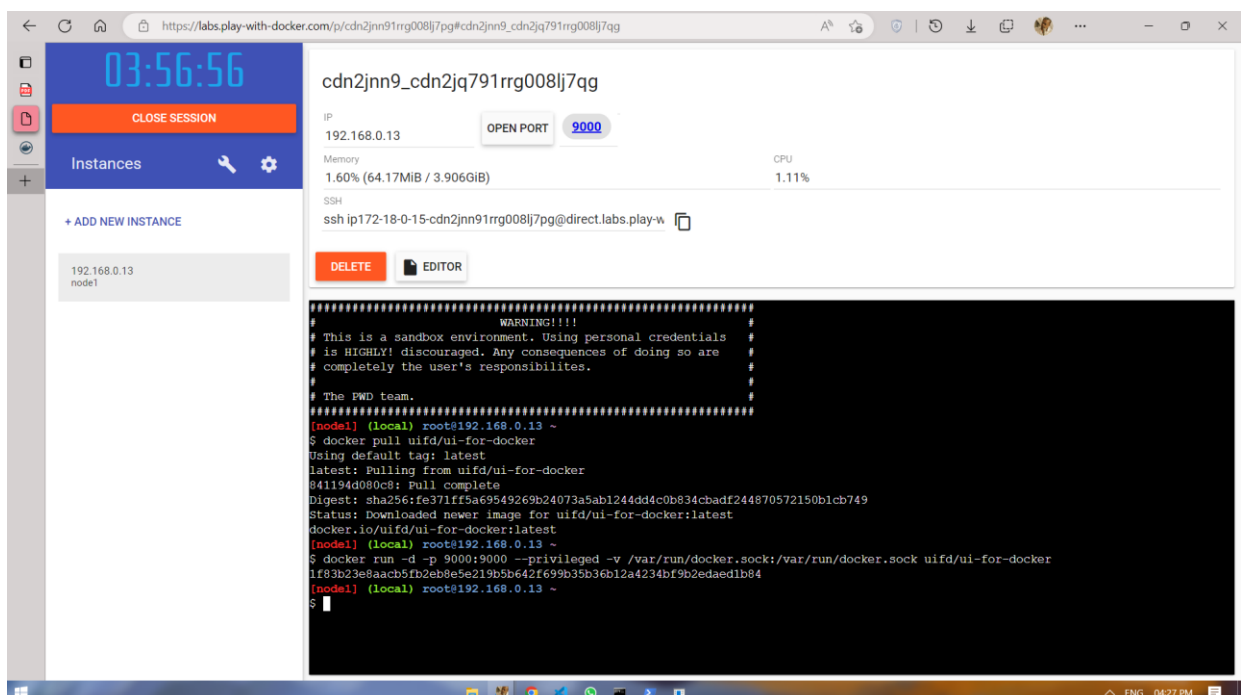 https://labs.play-with-docker.com/p/cdn2jnn91rrg008lj7pg#cdn2jnn9_cdn2jq791rrg008lj7qg
03:56:56
CLOSE SESSION
Instances
+ ADD NEW INSTANCE
192.168.0.13
node1
cdn2jnn9_cdn2jq791rrg008lj7qg
IP
192.168.0.13
OPEN PORT
9000
Memory
1.60% (64.17MiB / 3.906GiB)
CPU
1.11%
SSH
ssh ip172-18-0-15-cdn2jnn91rrg008lj7pg@direct.labs.play-w
DELETE
EDITOR
###############################################################
# WARNING!!!! #
# This is a sandbox environment. Using personal credentials #
# is HIGHLY! discouraged. Any consequences of doing so are #
# completely the user's responsibilites. #
# #
# The PWD team. #
###############################################################
[node1] (local) root@192.168.0.13 ~
$ docker pull uifd/ui-for-docker
Using default tag: latest
latest: Pulling from uifd/ui-for-docker
841194d080c8: Pull complete
Digest: sha256:fe371ff5a69549269b24073a5ab1244dd4c0b834cbadf244870572150b1cb749
Status: Downloaded newer image for uifd/ui-for-docker:latest
docker.io/uifd/ui-for-docker:latest
[node1] (local) root@192.168.0.13 ~
$ docker run -d -p 9000:9000 --privileged -v /var/run/docker.sock:/var/run/docker.sock uifd/ui-for-docker
1f83b23e8aacb5fb2eb8e5e219b5b642f699b35b36b12a4234bf9b2edaed1b84
[node1] (local) root@192.168.0.13 ~
$
ENG 04:27 PM